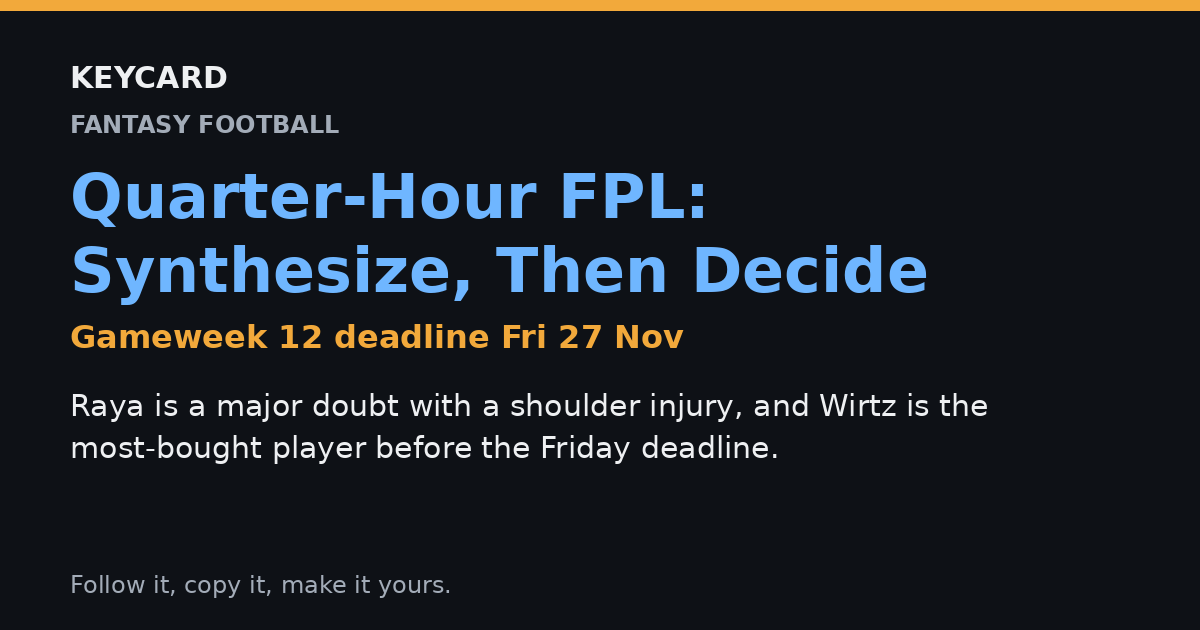 KEYCARD
FANTASY FOOTBALL
Quarter-Hour FPL:
Synthesize, Then Decide
Gameweek 12 deadline Fri 27 Nov
Raya is a major doubt with a shoulder injury, and Wirtz is the
most-bought player before the Friday deadline.
Follow it, copy it, make it yours.